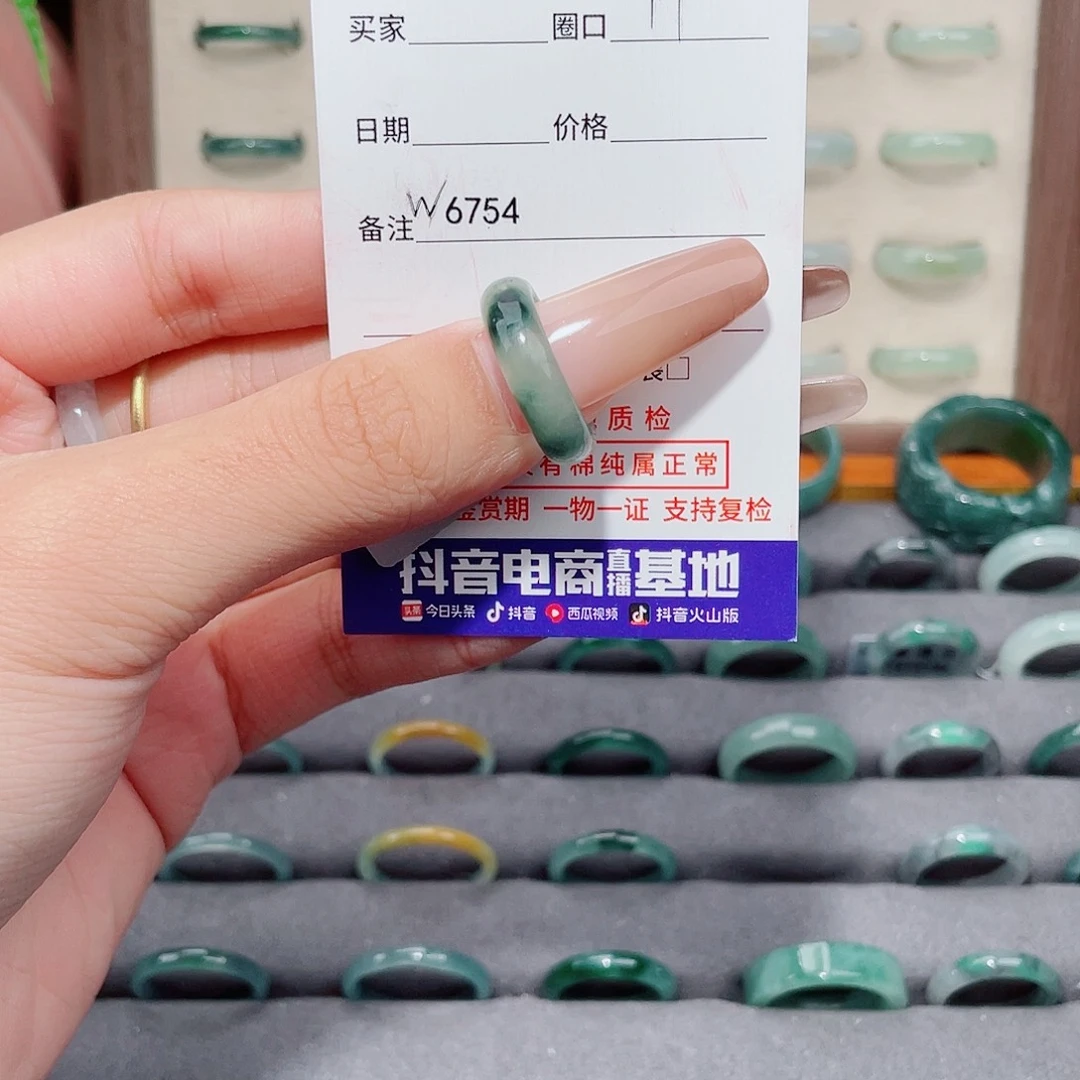 买家 圈口
日期 价格
备注 W6754
质检
有棉纯属正常
鉴赏期 一物一证 支持复检
抖音电商直播基地
头条 今日头条 抖音 西瓜视频 抖音火山版